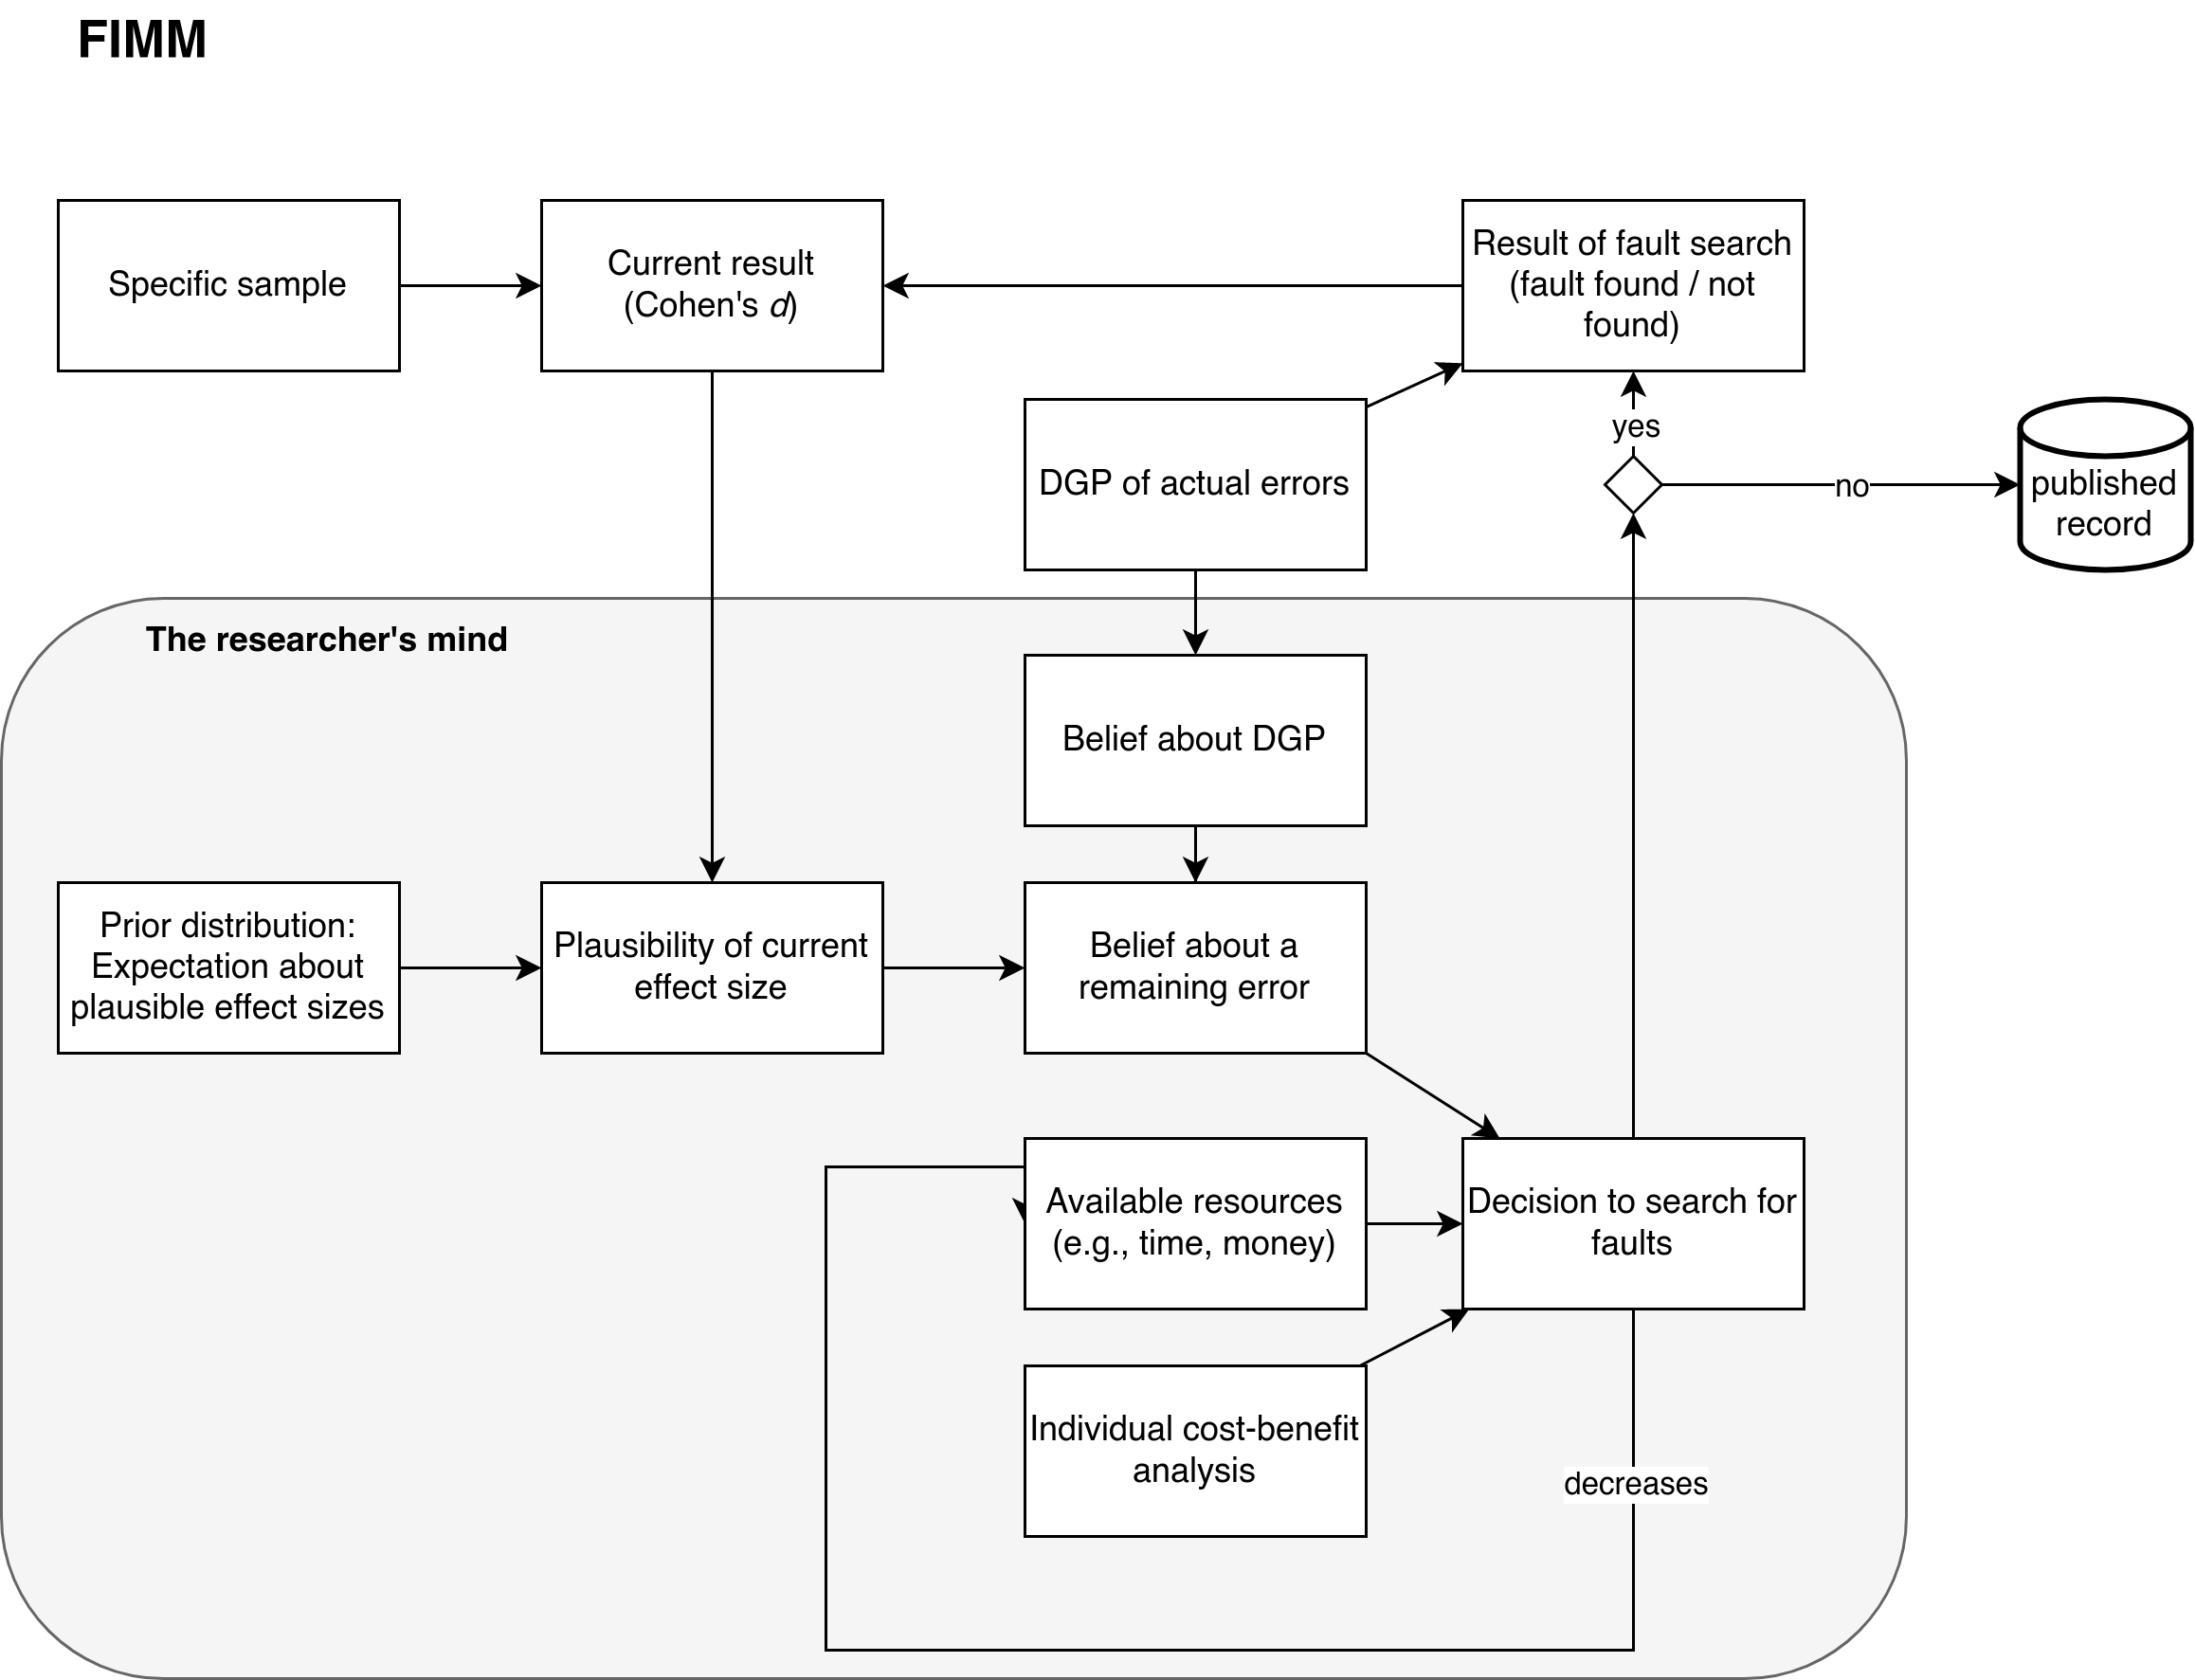 FIMM
Specific sample
Current result
(Cohen's d)
Result of fault search
(fault found / not
found)
DGP of actual errors
yes
no
published
record
The researcher's mind
Belief about DGP
Prior distribution:
Expectation about
plausible effect sizes
Plausibility of current
effect size
Belief about a
remaining error
Available resources
(e.g., time, money)
Decision to search for
faults
Individual cost-benefit
analysis
decreases